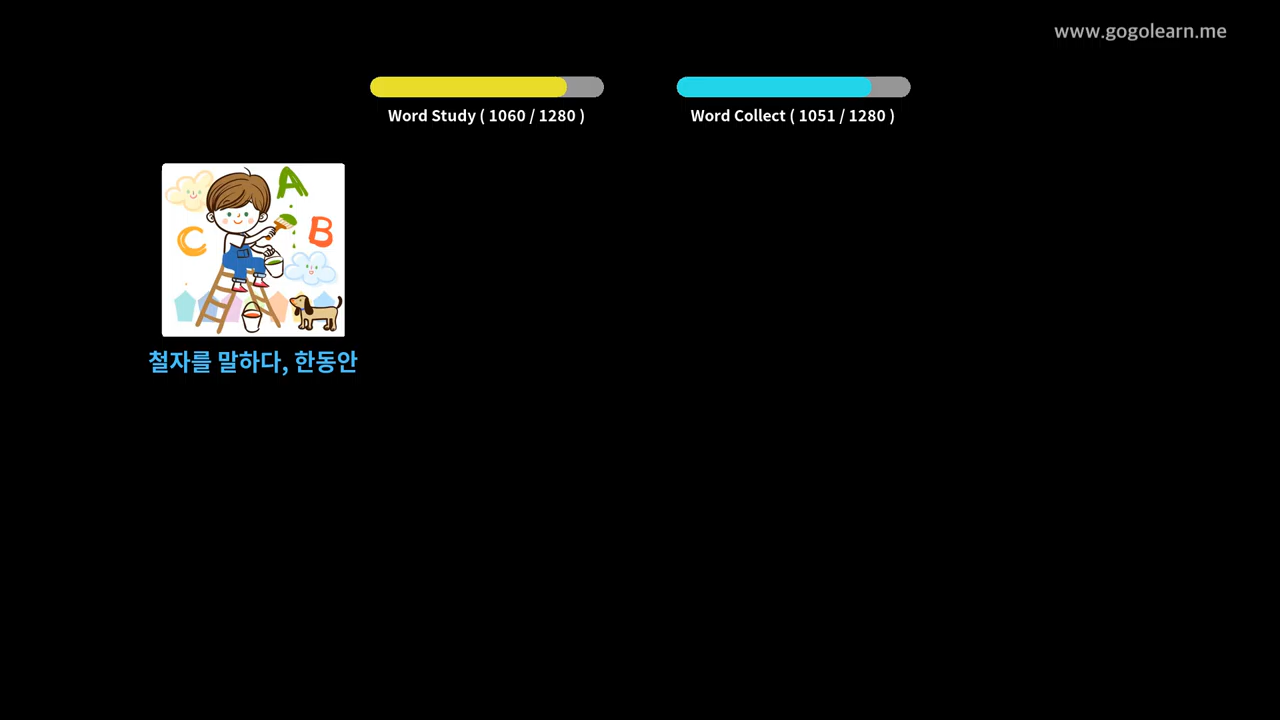 www.gogolearn.me
Word Study ( 1060 / 1280 )
Word Collect ( 1051 / 1280 )
A
B
C
철자를 말하다, 한동안